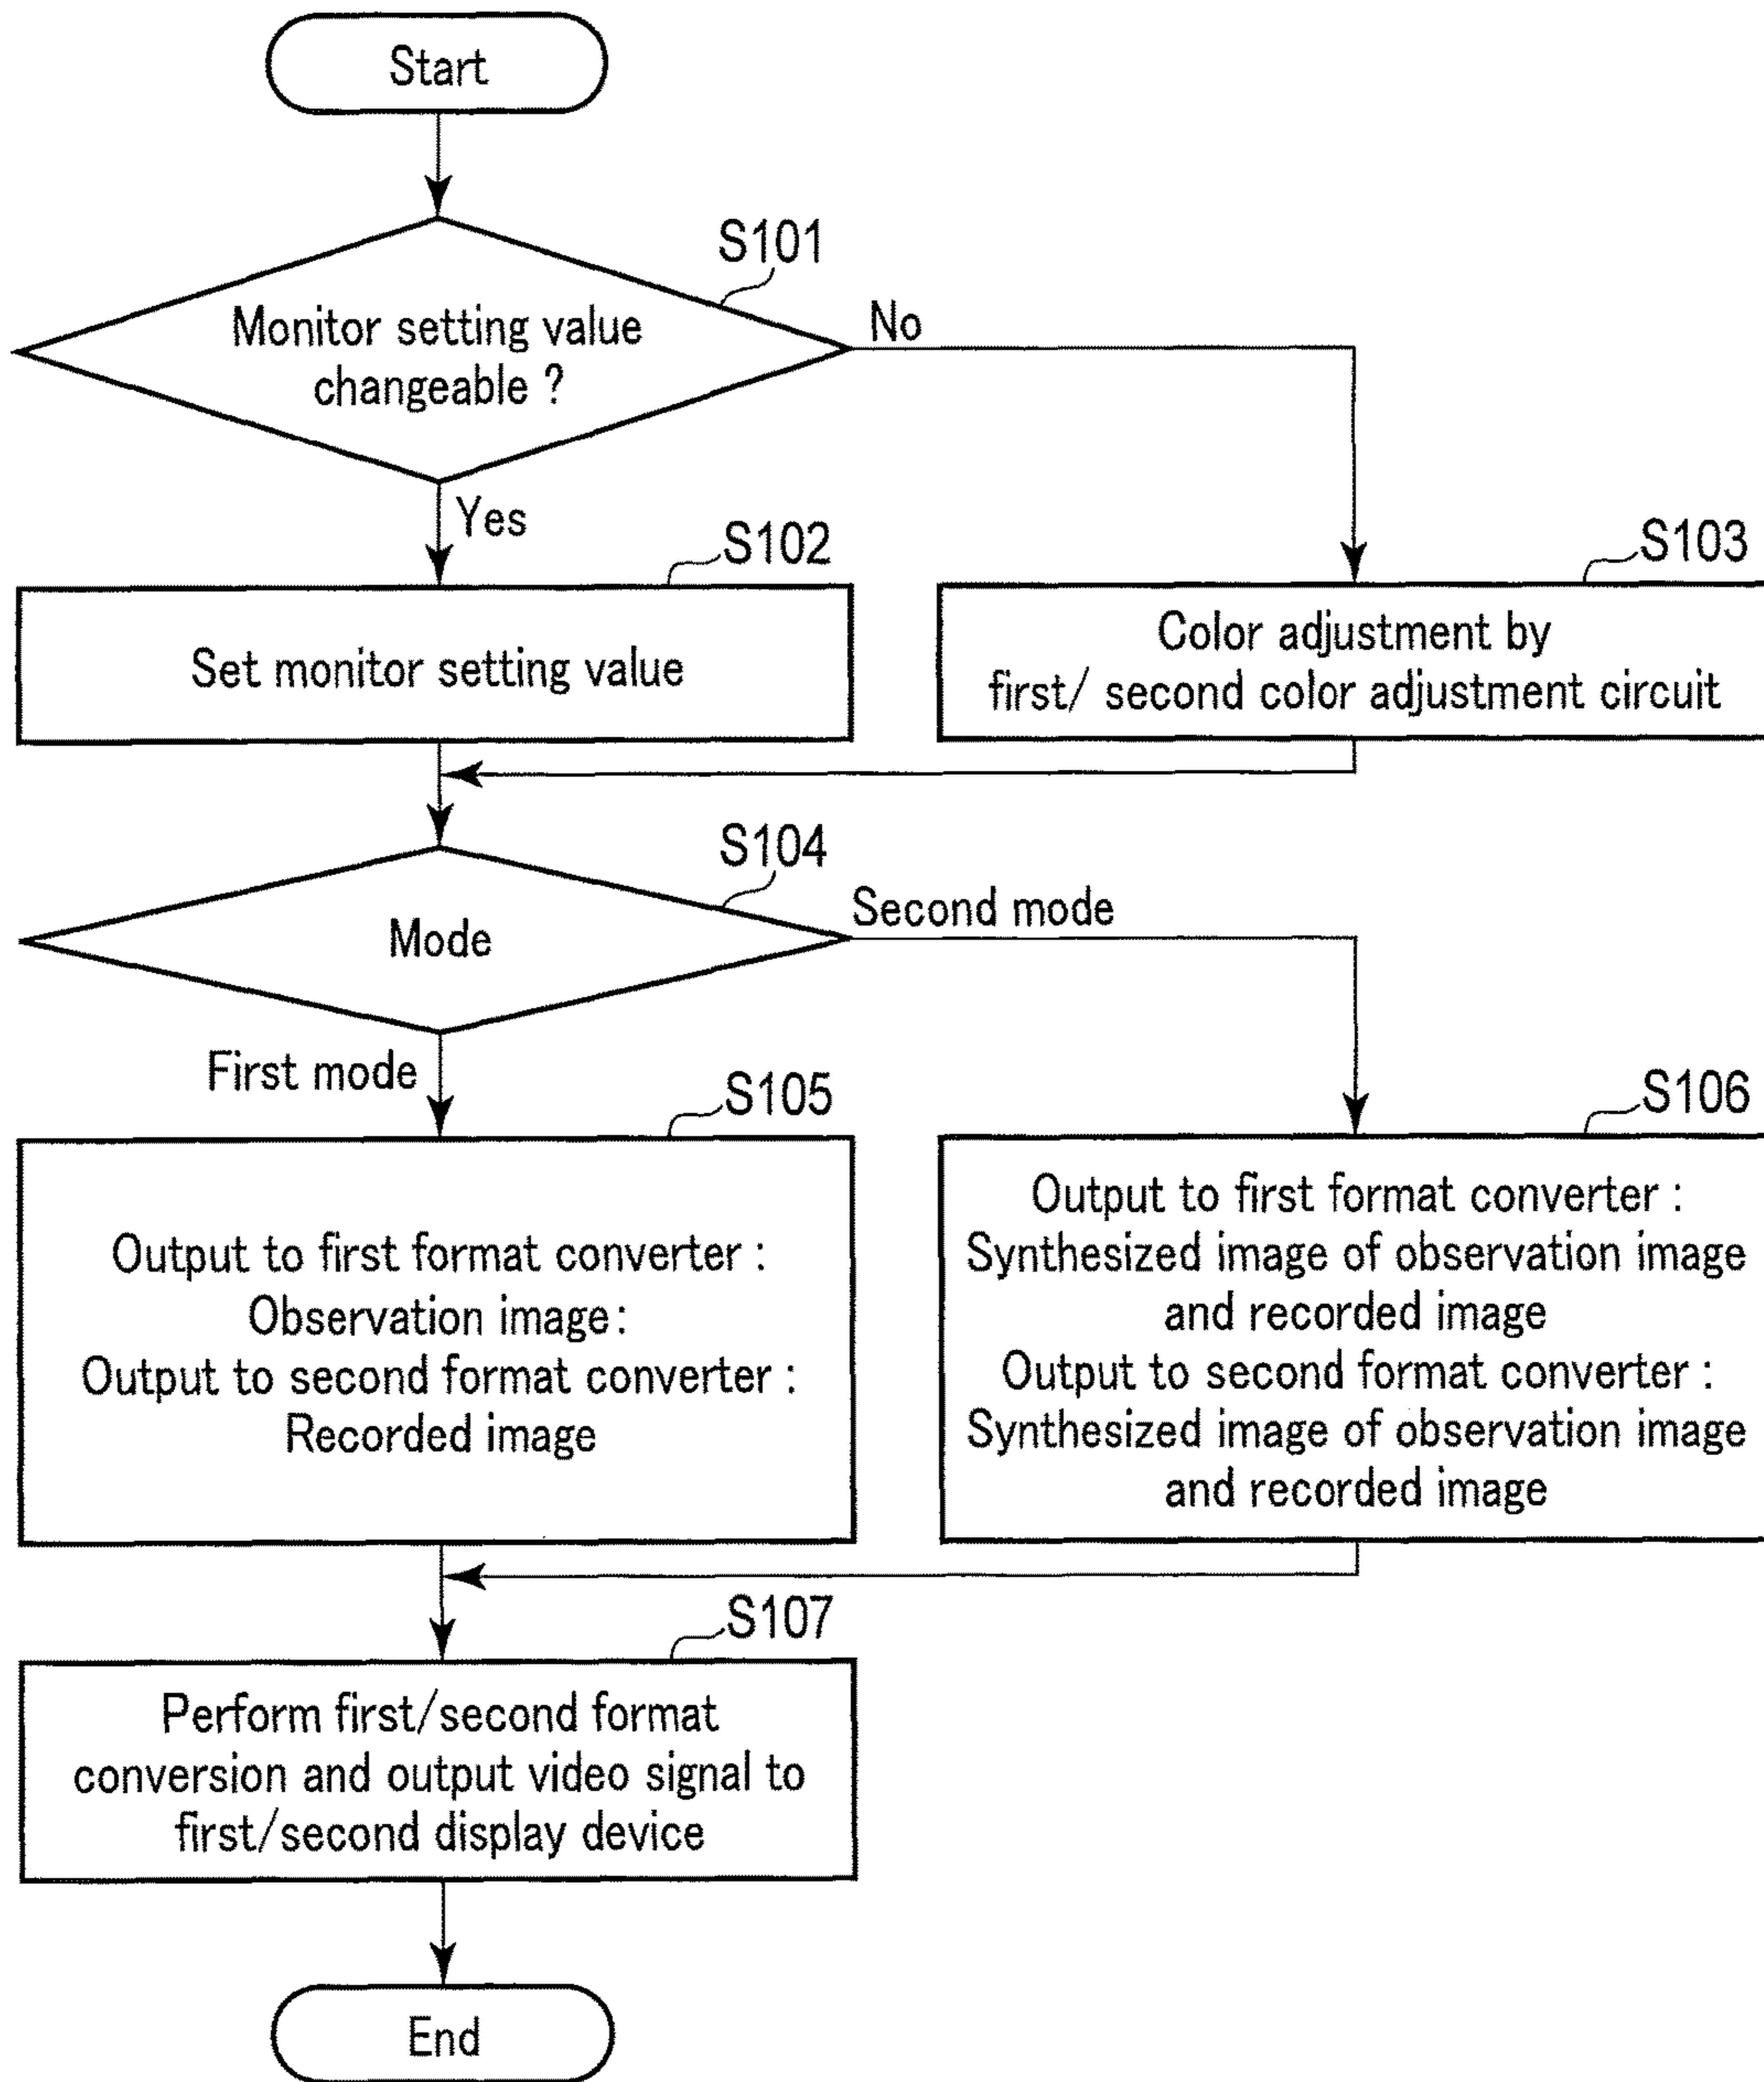 Start
S101
Monitor setting value
changeable ?
No
Yes
S102
Set monitor setting value
S103
Color adjustment by
first/ second color adjustment circuit
S104
Mode
Second mode
First mode
S105
Output to first format converter :
Observation image:
Output to second format converter :
Recorded image
S106
Output to first format converter :
Synthesized image of observation image
and recorded image
Output to second format converter :
Synthesized image of observation image
and recorded image
S107
Perform first/second format
conversion and output video signal to
first/second display device
End